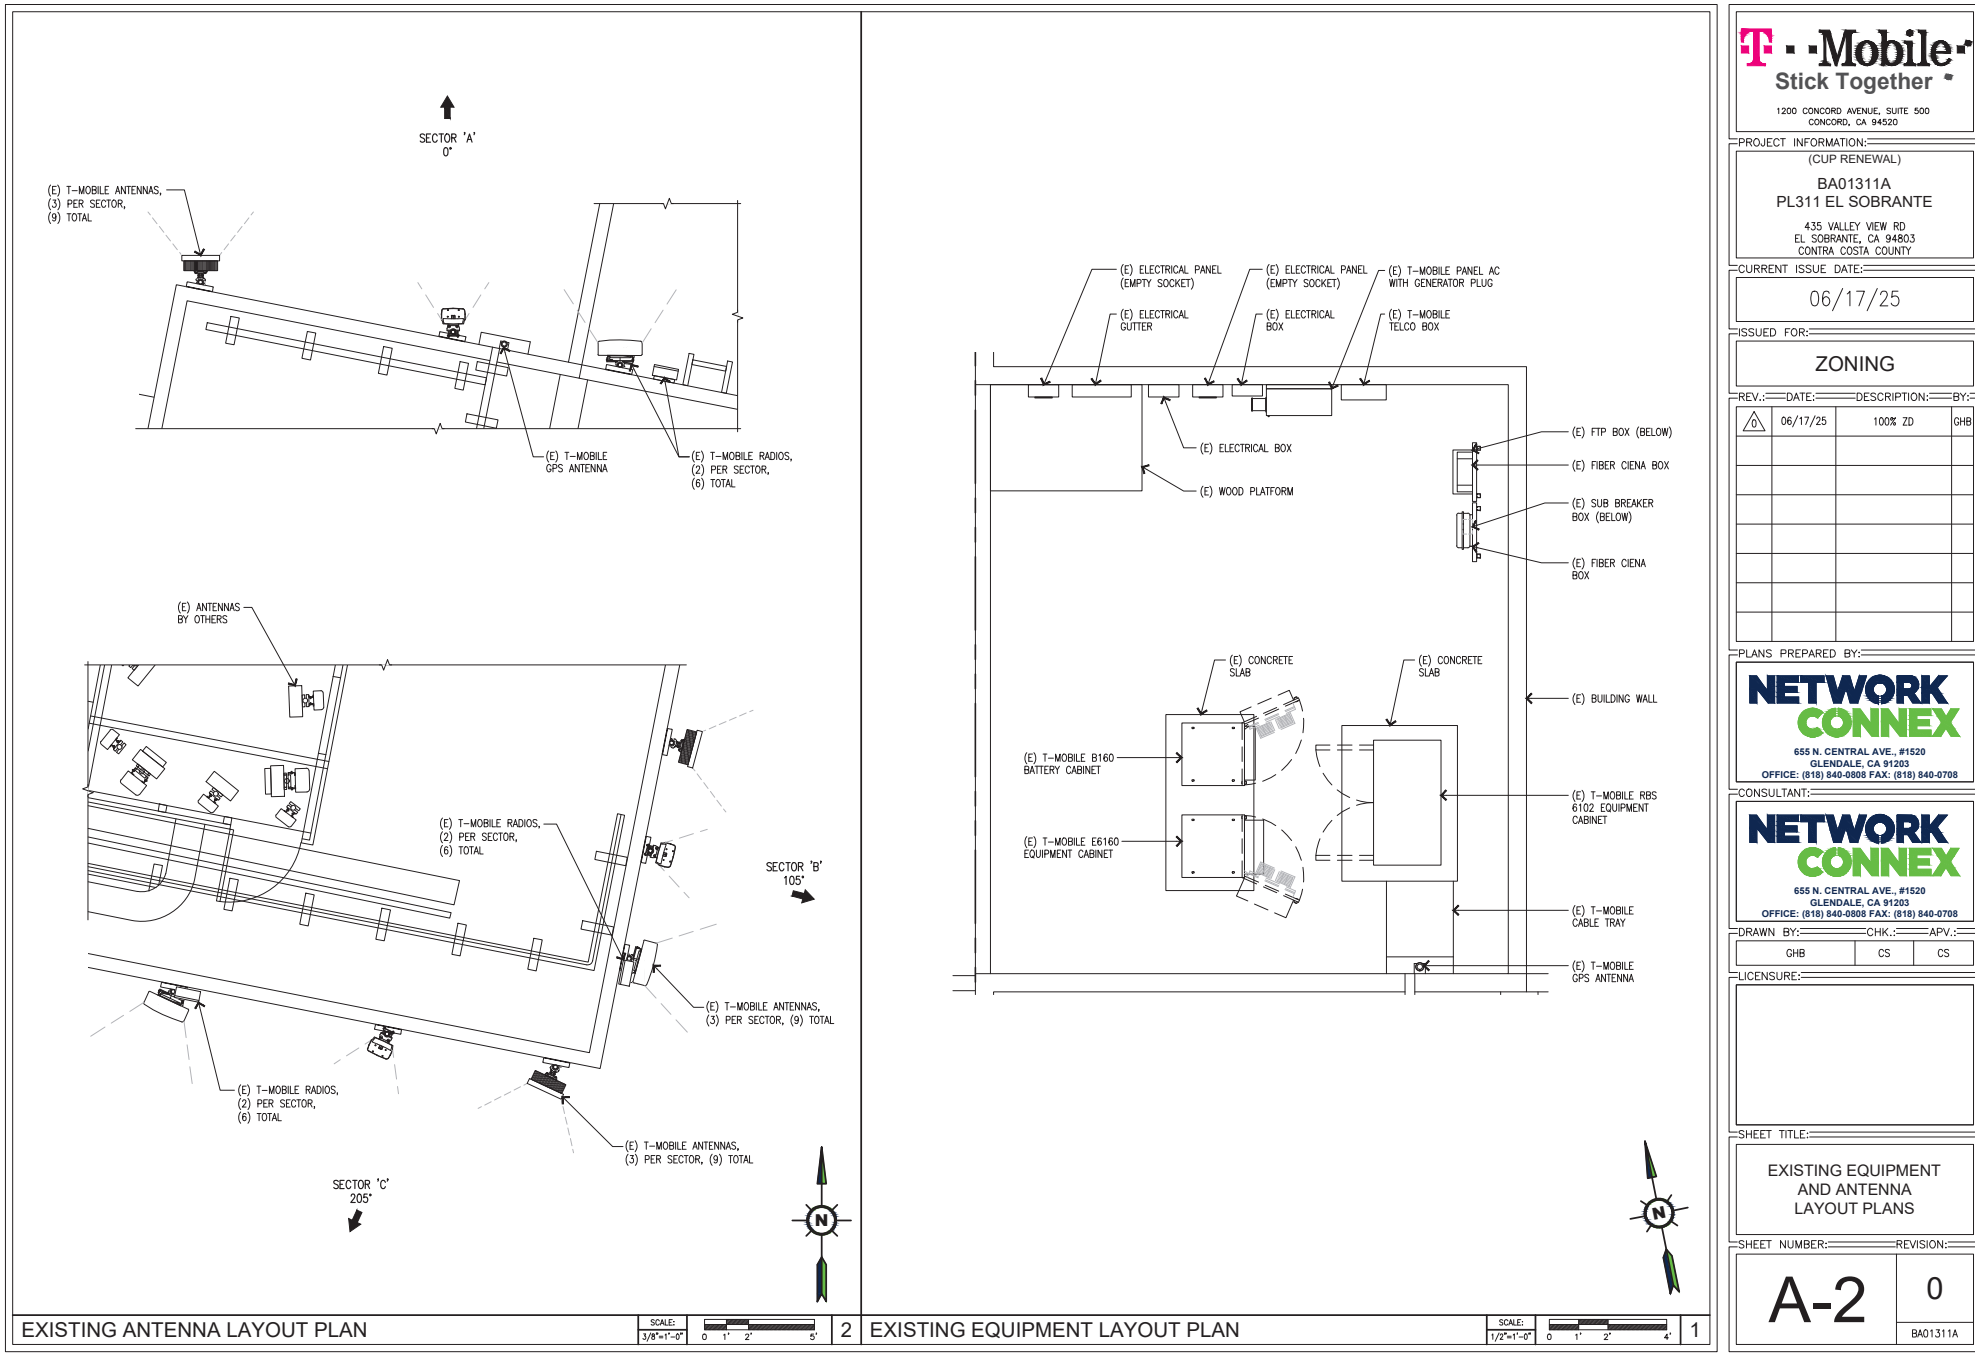 SECTOR 'A'
0°
(E) T-MOBILE ANTENNAS,
(3) PER SECTOR,
(9) TOTAL
(E) T-MOBILE
GPS ANTENNA
(E) T-MOBILE RADIOS,
(2) PER SECTOR,
(6) TOTAL
(E) ANTENNAS
BY OTHERS
(E) T-MOBILE RADIOS,
(2) PER SECTOR,
(6) TOTAL
SECTOR 'B'
105°
(E) T-MOBILE ANTENNAS,
(3) PER SECTOR, (9) TOTAL
(E) T-MOBILE RADIOS,
(2) PER SECTOR,
(6) TOTAL
(E) T-MOBILE ANTENNAS,
(3) PER SECTOR, (9) TOTAL
SECTOR 'C'
205°
N
EXISTING ANTENNA LAYOUT PLAN
SCALE:
3/8"=1'-0"
0 1' 2' 5'
2
(E) ELECTRICAL PANEL
(EMPTY SOCKET)
(E) ELECTRICAL PANEL
(EMPTY SOCKET)
(E) T-MOBILE PANEL AC
WITH GENERATOR PLUG
(E) ELECTRICAL
GUTTER
(E) ELECTRICAL
BOX
(E) T-MOBILE
TELCO BOX
(E) ELECTRICAL BOX
(E) WOOD PLATFORM
(E) FTP BOX (BELOW)
(E) FIBER CIENA BOX
(E) SUB BREAKER
BOX (BELOW)
(E) FIBER CIENA
BOX
(E) CONCRETE
SLAB
(E) CONCRETE
SLAB
(E) BUILDING WALL
(E) T-MOBILE B160
BATTERY CABINET
(E) T-MOBILE RBS
6102 EQUIPMENT
CABINET
(E) T-MOBILE E6160
EQUIPMENT CABINET
(E) T-MOBILE
CABLE TRAY
(E) T-MOBILE
GPS ANTENNA
N
EXISTING EQUIPMENT LAYOUT PLAN
SCALE:
1/2"=1'-0"
0 1' 2' 4'
1
T··Mobile·
Stick Together
1200 CONCORD AVENUE, SUITE 500
CONCORD, CA 94520
PROJECT INFORMATION:
(CUP RENEWAL)
BA01311A
PL311 EL SOBRANTE
435 VALLEY VIEW RD
EL SOBRANTE, CA 94803
CONTRA COSTA COUNTY
CURRENT ISSUE DATE:
06/17/25
ISSUED FOR:
ZONING
REV.: DATE: DESCRIPTION: BY:
0 06/17/25 100% ZD GHB
PLANS PREPARED BY:
NETWORK
CONNEX
655 N. CENTRAL AVE., #1520
GLENDALE, CA 91203
OFFICE: (818) 840-0808 FAX: (818) 840-0708
CONSULTANT:
NETWORK
CONNEX
655 N. CENTRAL AVE., #1520
GLENDALE, CA 91203
OFFICE: (818) 840-0808 FAX: (818) 840-0708
DRAWN BY: CHK.: APV.:
GHB CS CS
LICENSURE:
SHEET TITLE:
EXISTING EQUIPMENT
AND ANTENNA
LAYOUT PLANS
SHEET NUMBER: REVISION:
A-2 0
BA01311A